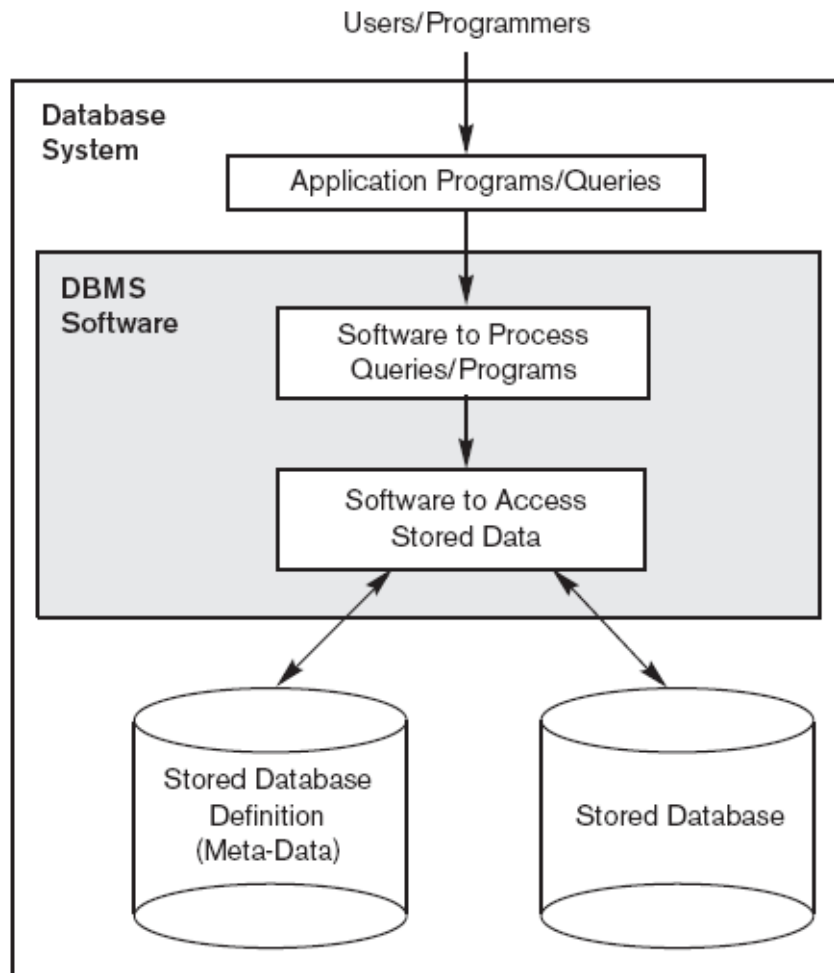 Users/Programmers
Database
System
Application Programs/Queries
DBMS
Software
Software to Process
Queries/Programs
Software to Access
Stored Data
Stored Database
Definition
(Meta-Data)
Stored Database